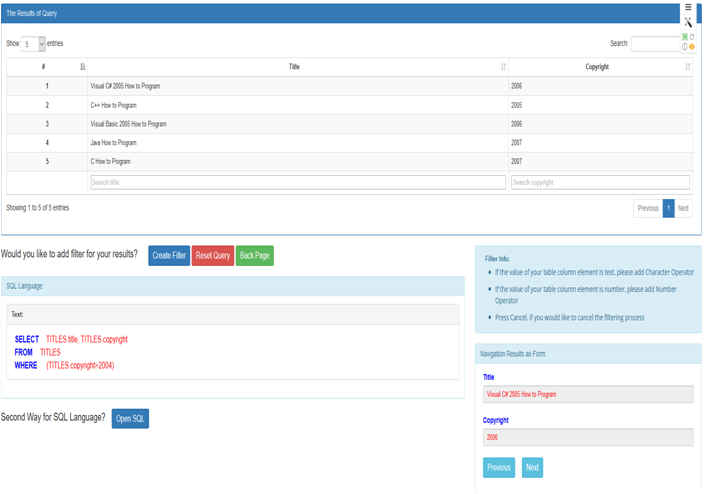 The Results of Query
Show 5 entries Search:
# Title Copyright
1 Visual C# 2005 How to Program 2006
2 C++ How to Program 2005
3 Visual Basic 2005 How to Program 2006
4 Java How to Program 2007
5 C How to Program 2007
Search title Search copyright
Showing 1 to 5 of 5 entries Previous 1 Next
Would you like to add filter for your results? Create Filter Reset Query Back Page
SQL Language:
Text:
SELECT TITLES.title, TITLES.copyright
FROM TITLES
WHERE (TITLES.copyright>2004)
Second Way for SQL Language? Open SQL
Filter Info:
If the value of your table column element is text, please add Character Operator
If the value of your table column element is number, please add Number
Operator
Press Cancel, if you would like to cancel the filtering process
Navigation Results as Form:
Title
Visual C# 2005 How to Program
Copyright
2006
Previous Next